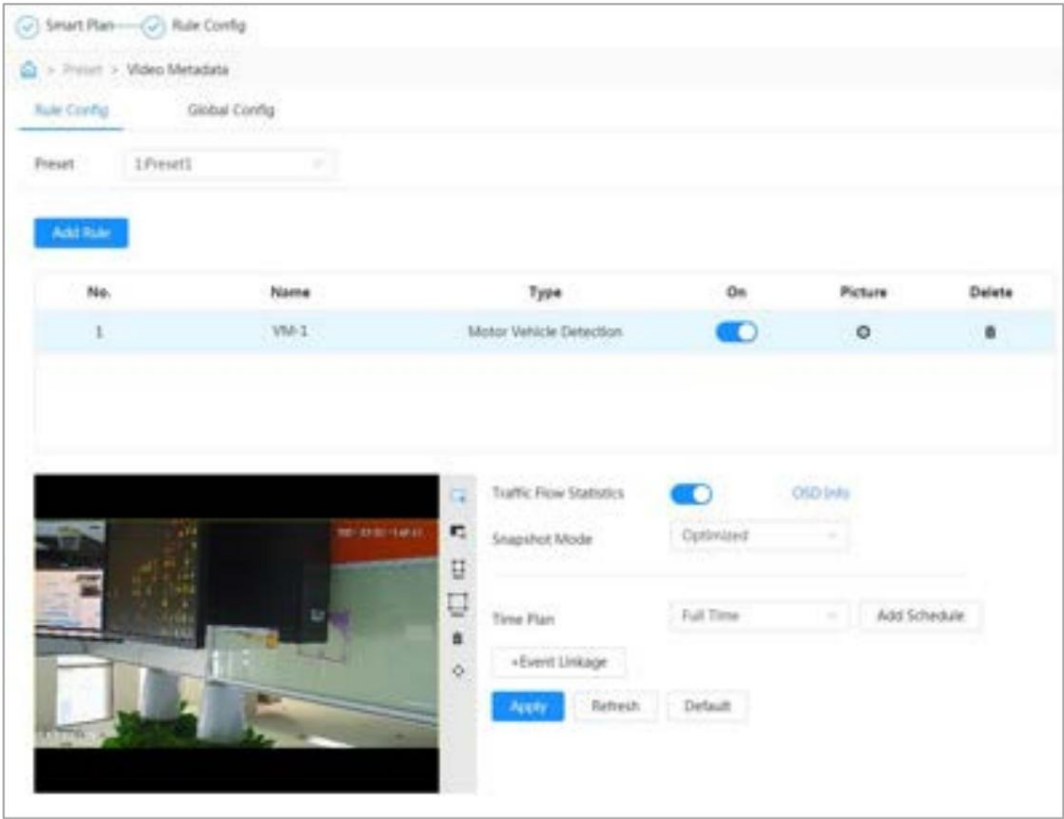 Smart Plan Rule Config
> Preset > Video Metadata
Rule Config Global Config
Preset 1:Preset1
Add Rule
No. Name Type On Picture Delete
1 VM-1 Motor Vehicle Detection
Traffic Flow Statistics OSD Info
Snapshot Mode Optimized
Time Plan Full Time Add Schedule
+Event Linkage
Apply Refresh Default